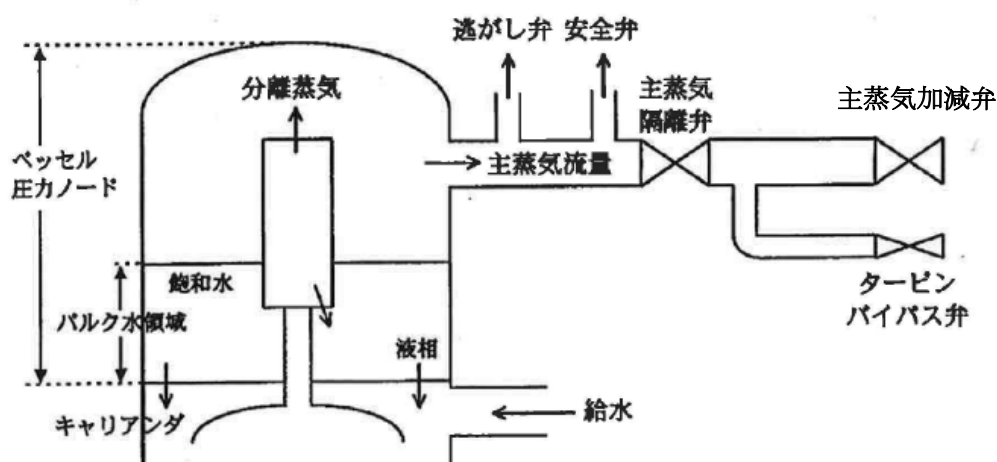 逃がし弁 安全弁
分離蒸気
主蒸気
隔離弁
主蒸気加減弁
ベッセル
圧力ノード
主蒸気流量
飽和水
バルク水領域
タービン
バイパス弁
液相
キャリアンダ
給水